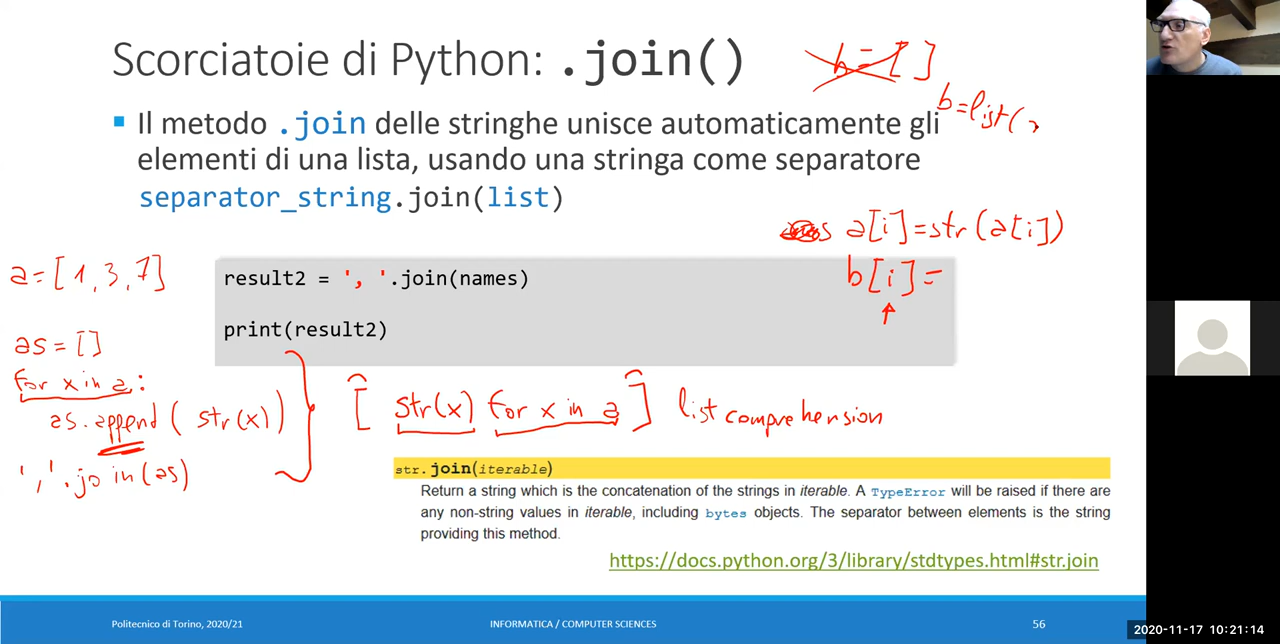 Scorciatoie di Python: .join()
b = [ ]
b=list(
Il metodo .join delle stringhe unisce automaticamente gli
elementi di una lista, usando una stringa come separatore
separator_string.join(list)
a[i]=str(a[i])
b[i]=
a=[1,3,7]
result2 = ', '.join(names)
print(result2)
as=[]
for x in a:
as.append(str(x))
','.join(as)
[str(x) for x in a] list comprehension
str.join(iterable)
Return a string which is the concatenation of the strings in iterable. A TypeError will be raised if there are
any non-string values in iterable, including bytes objects. The separator between elements is the string
providing this method.
https://docs.python.org/3/library/stdtypes.html#str.join
Politecnico di Torino, 2020/21
INFORMATICA / COMPUTER SCIENCES
56
2020-11-17 10:21:14